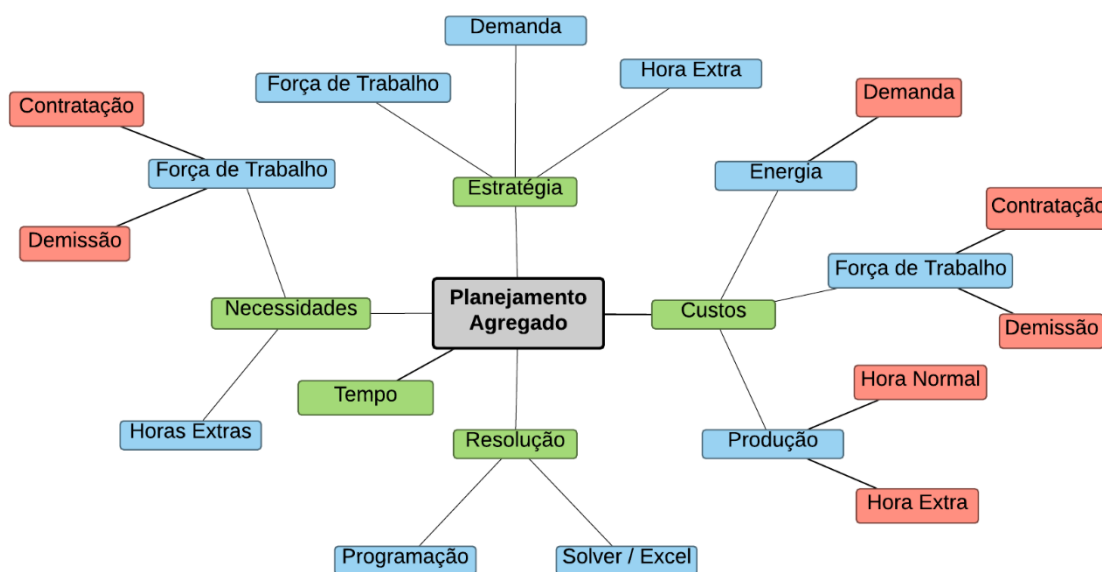 Demanda
Força de Trabalho
Hora Extra
Estratégia
Contratação
Força de Trabalho
Demissão
Necessidades
Horas Extras
Planejamento
Agregado
Tempo
Resolução
Programação
Solver / Excel
Demanda
Energia
Contratação
Força de Trabalho
Demissão
Custos
Hora Normal
Produção
Hora Extra